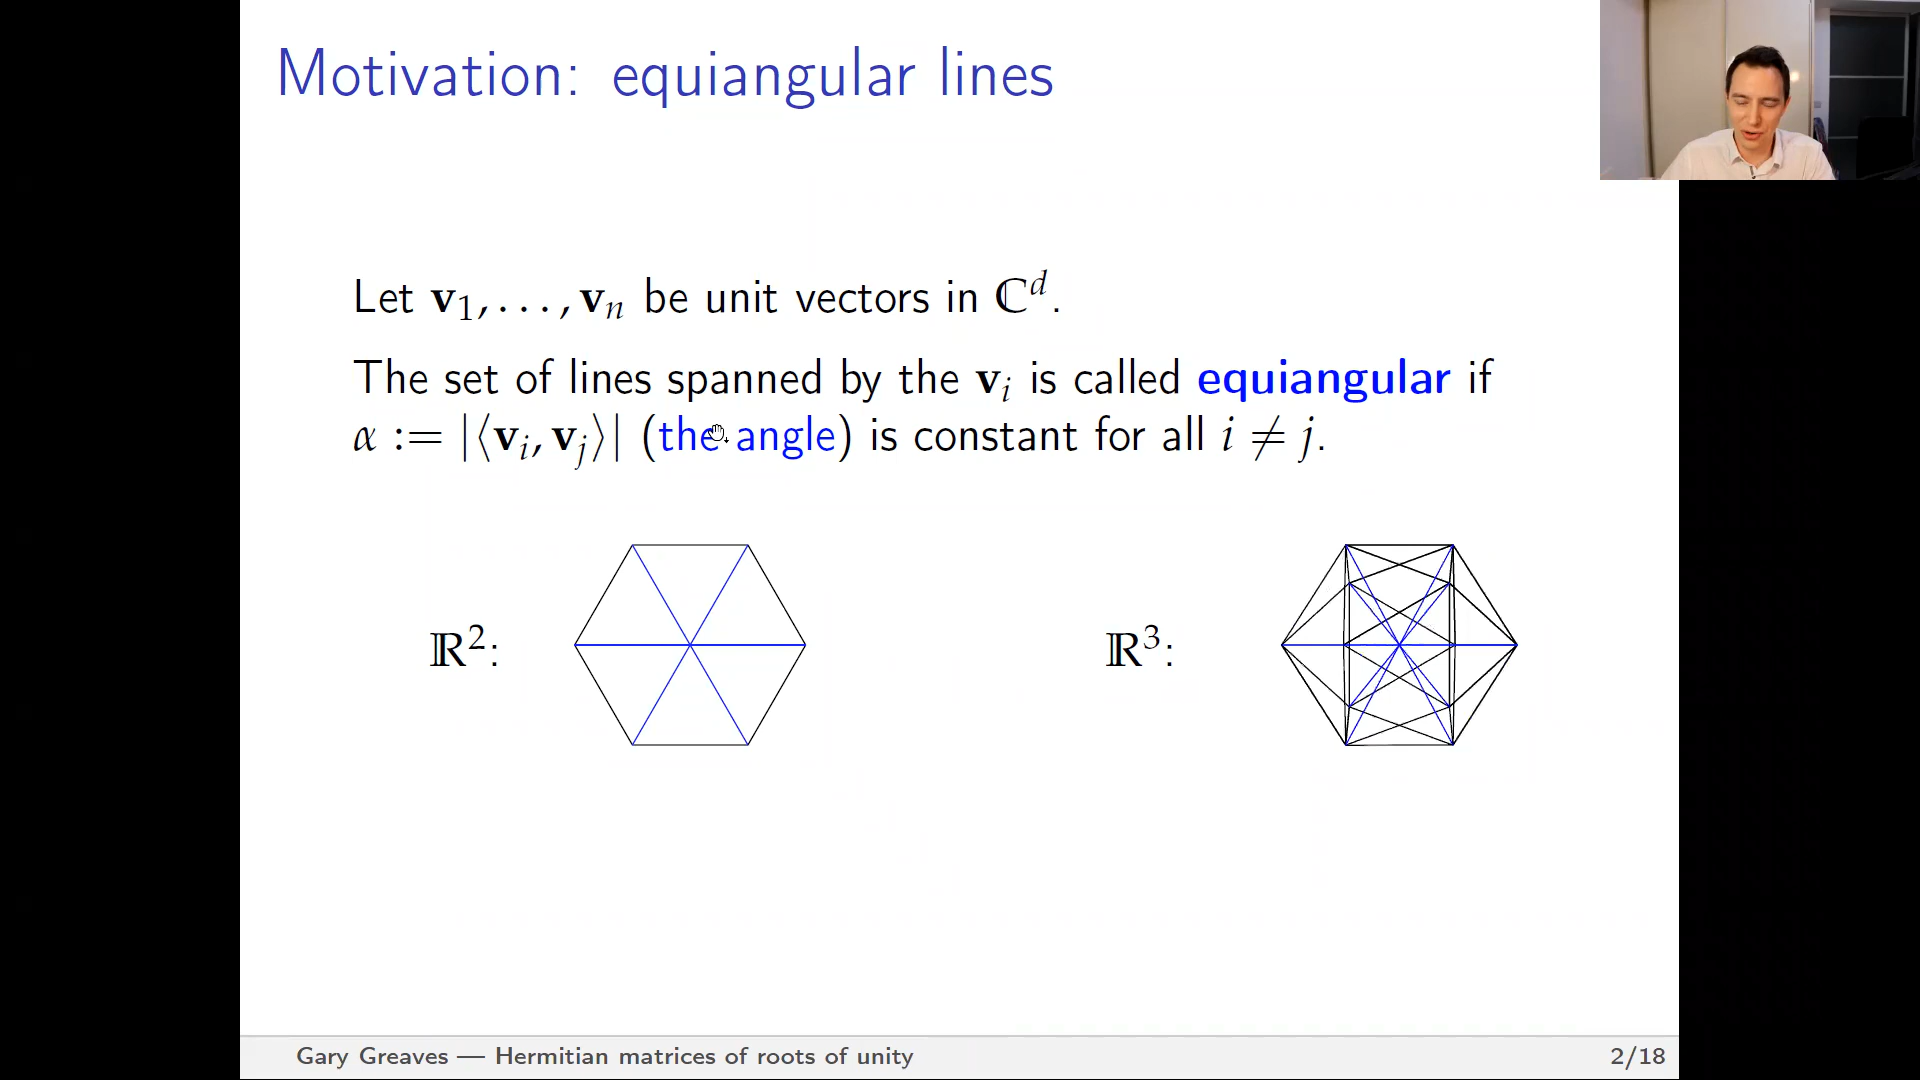 Motivation: equiangular lines
Let v₁, . . . , vₙ be unit vectors in ℂᵈ.
The set of lines spanned by the vᵢ is called equiangular if
α := |⟨vᵢ, vⱼ⟩| (the angle) is constant for all i ≠ j.
ℝ²:
ℝ³:
Gary Greaves — Hermitian matrices of roots of unity
2/18